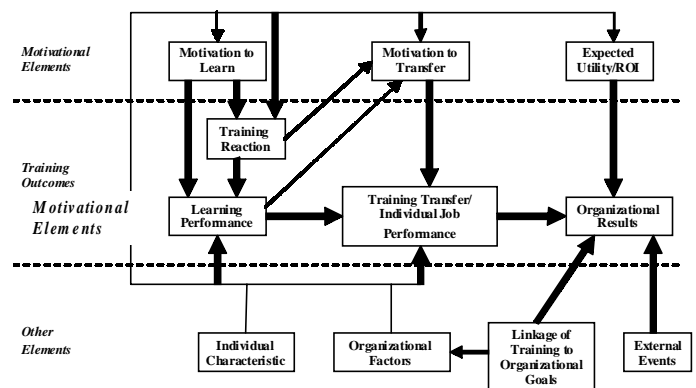 Motivational
Elements
Motivation to
Learn
Motivation to
Transfer
Expected
Utility/ROI
Training
Reaction
Training
Outcomes
Motivational
Elements
Learning
Performance
Training Transfer/
Individual Job
Performance
Organizational
Results
Other
Elements
Individual
Characteristic
Organizational
Factors
Linkage of
Training to
Organizational
Goals
External
Events